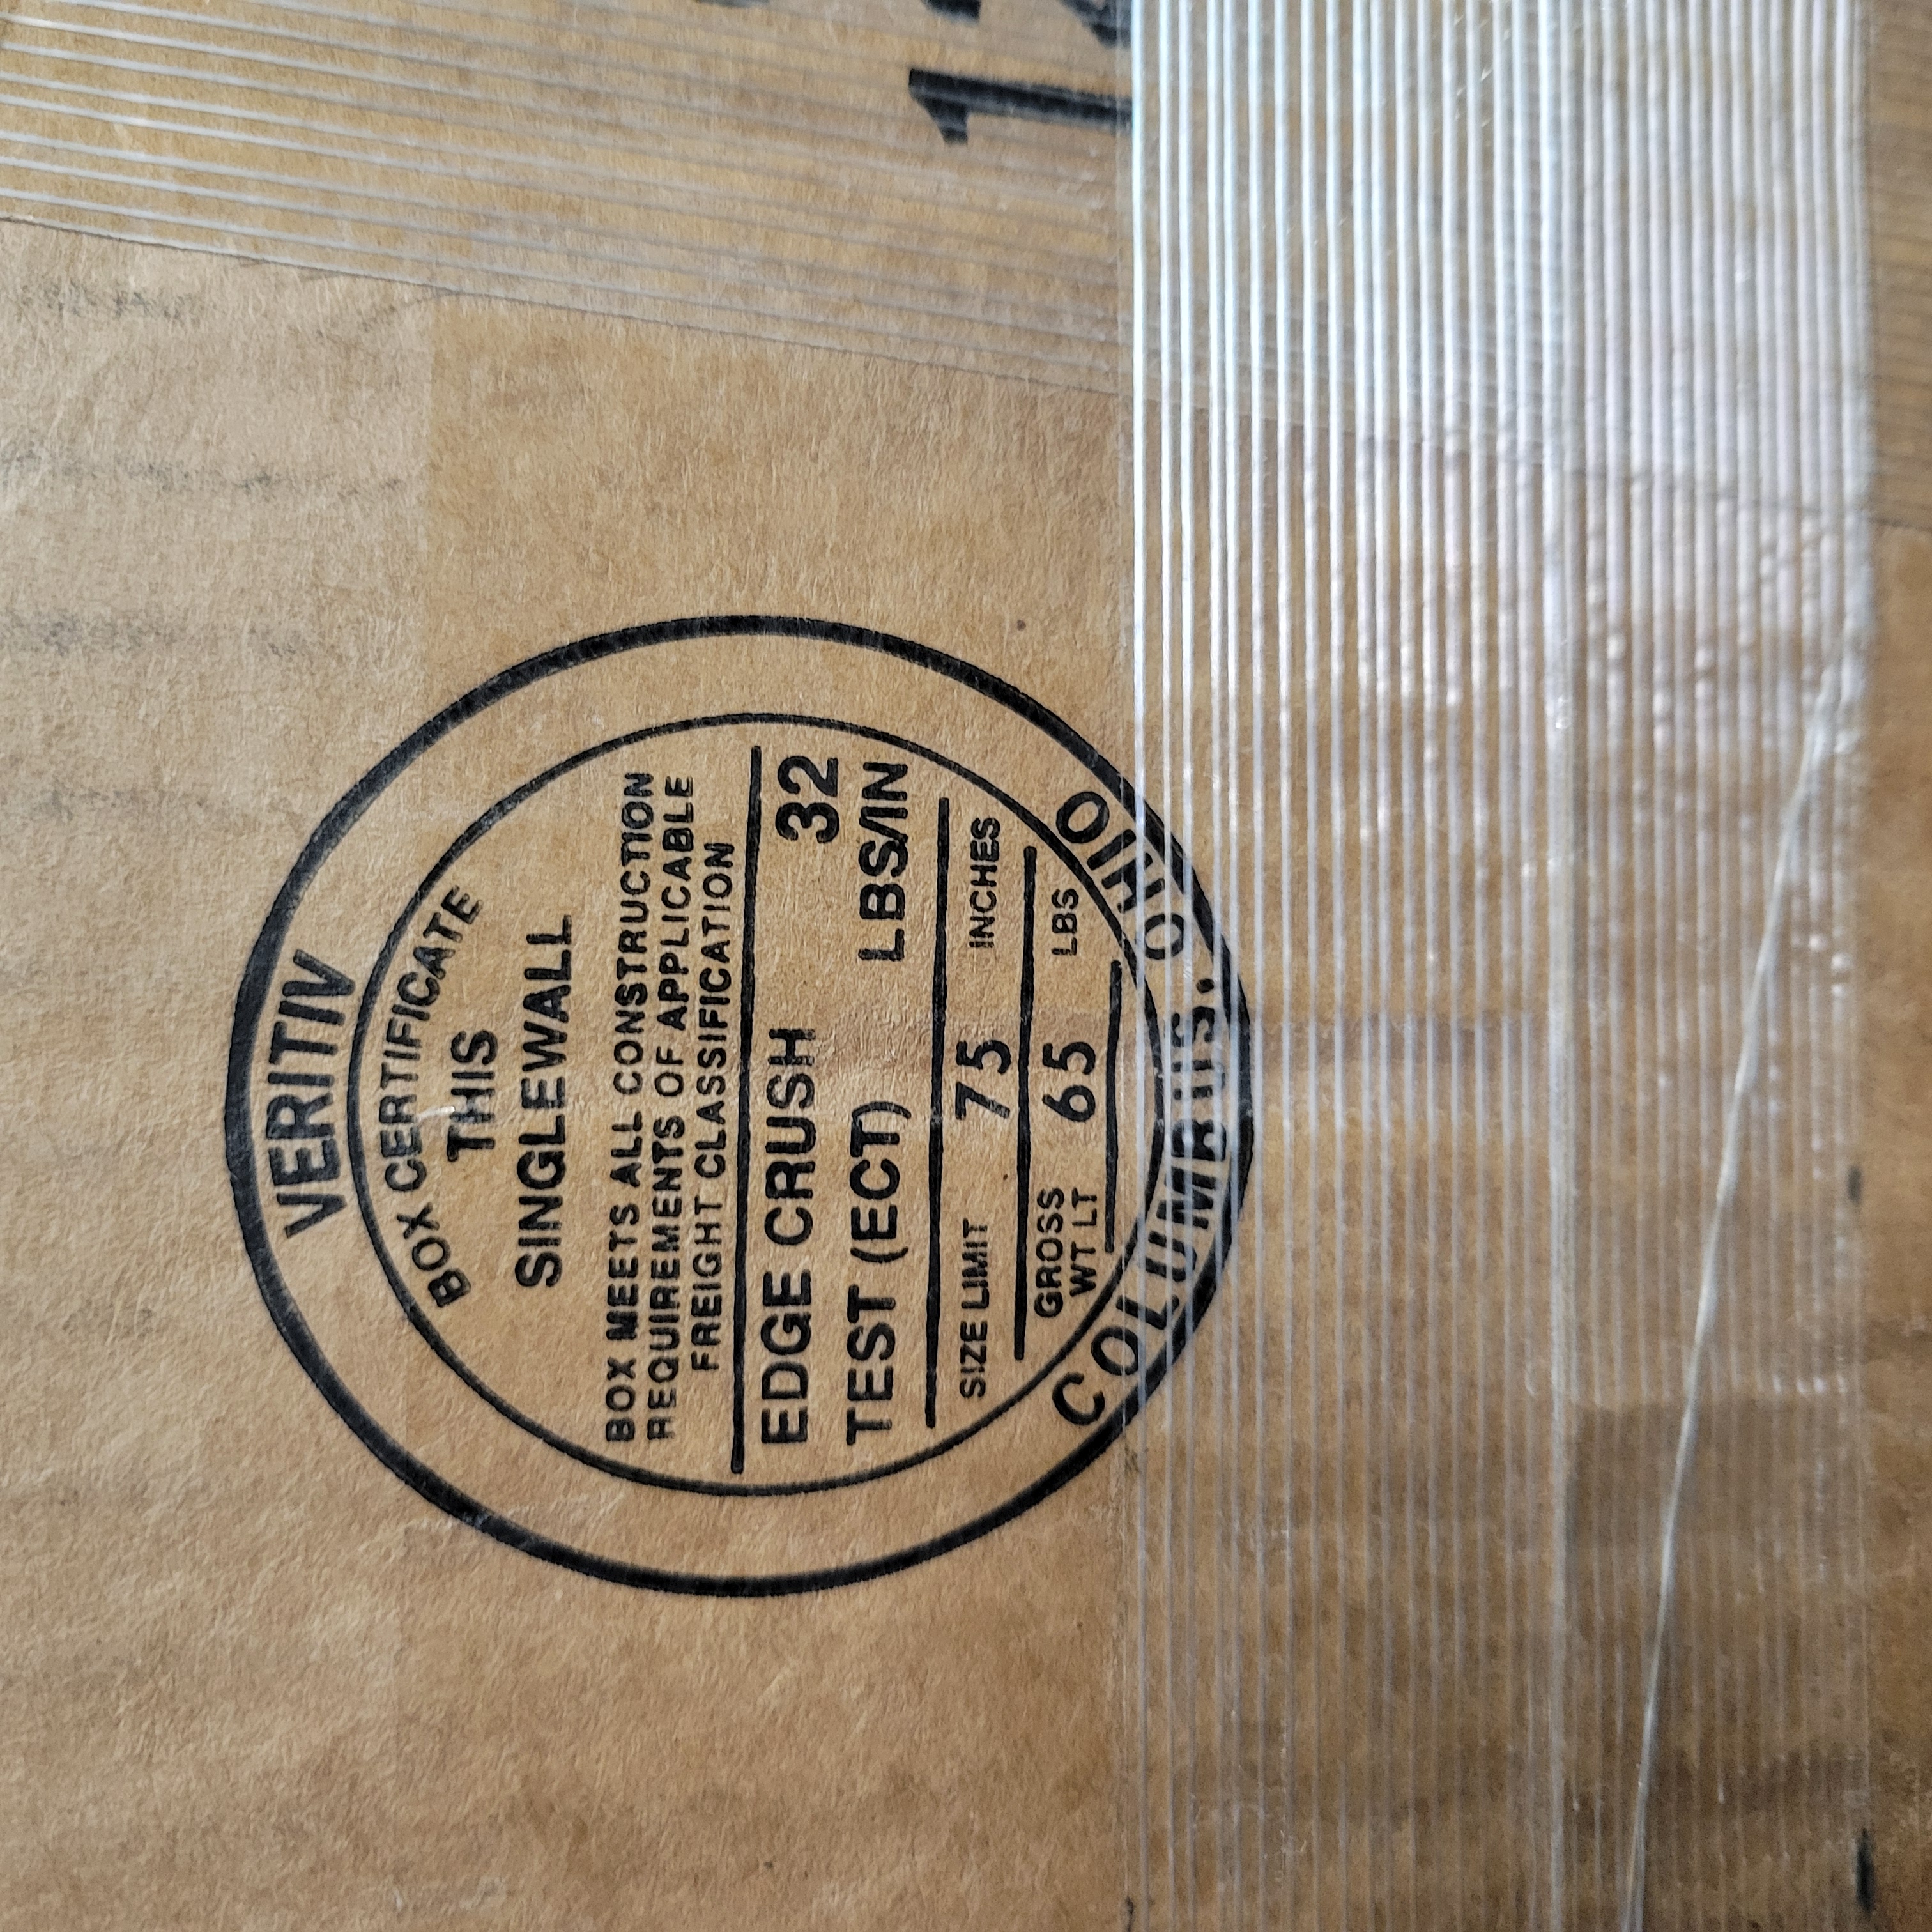 VERITIV
BOX CERTIFICATE
THIS
SINGLEWALL
BOX MEETS ALL CONSTRUCTION
REQUIREMENTS OF APPLICABLE
FREIGHT CLASSIFICATION
EDGE CRUSH 32
TEST (ECT) LBS/IN
SIZE LIMIT 75 INCHES
GROSS
WT LT 65 LBS
COLUMBUS, OHIO
1